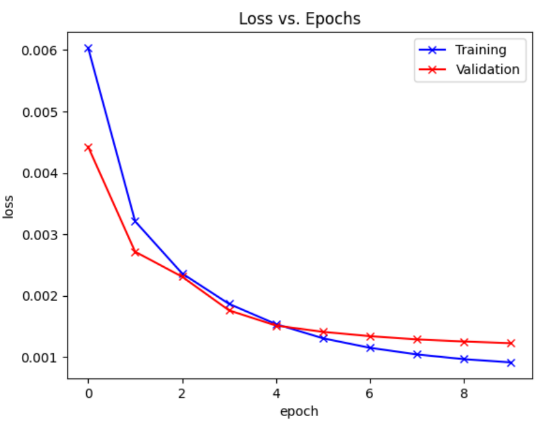 Loss vs. Epochs
Training
Validation
0.006
0.005
0.004
0.003
0.002
0.001
loss
0 2 4 6 8
epoch